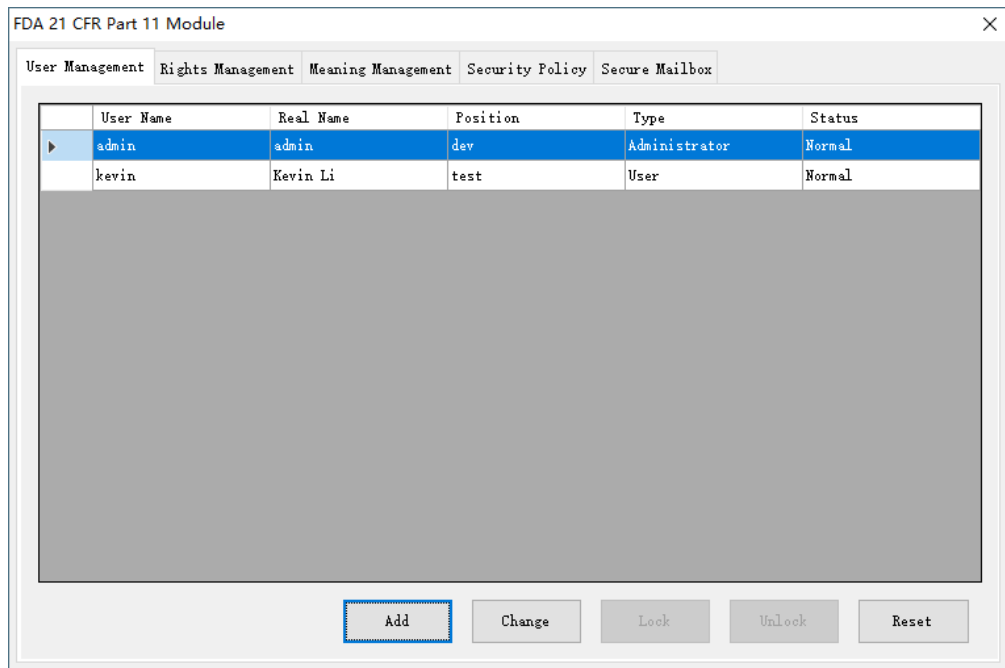 FDA 21 CFR Part 11 Module
User Management Rights Management Meaning Management Security Policy Secure Mailbox
User Name Real Name Position Type Status
admin admin dev Administrator Normal
kevin Kevin Li test User Normal
Add Change Lock Unlock Reset